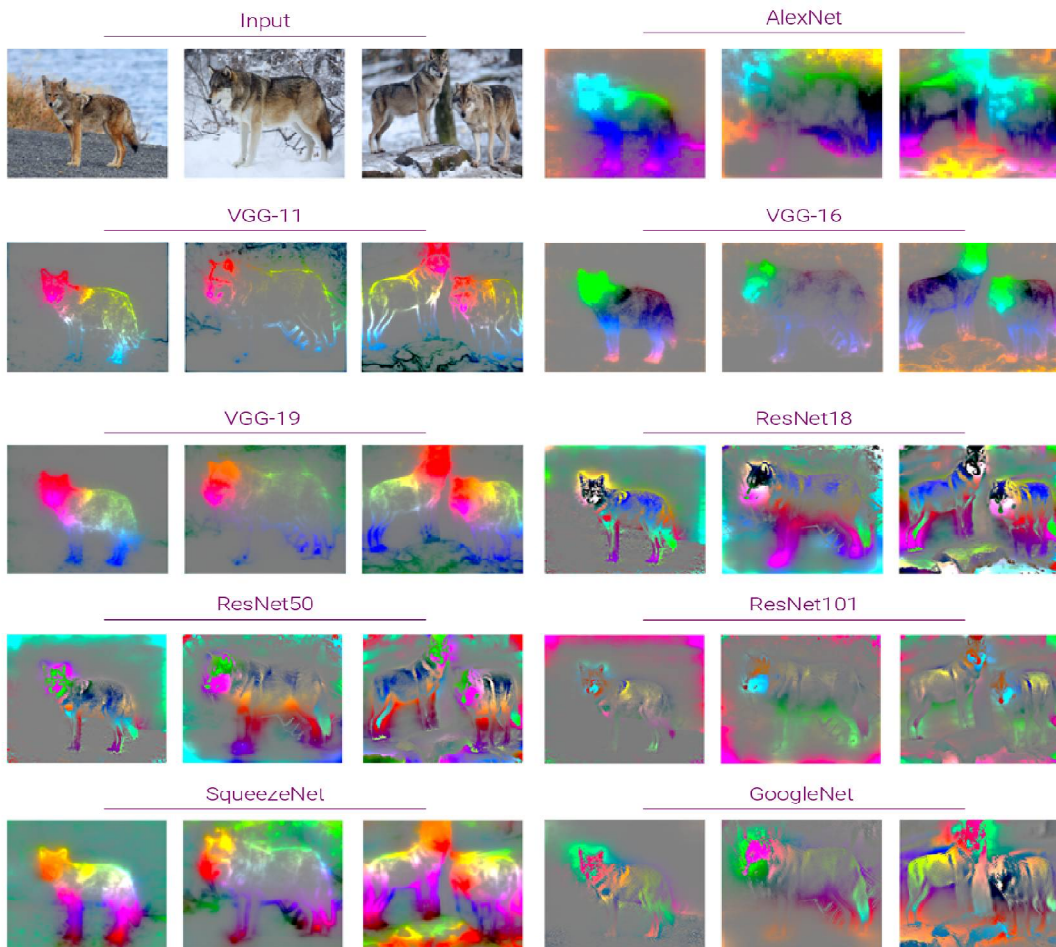 Input
AlexNet
VGG-11
VGG-16
VGG-19
ResNet18
ResNet50
ResNet101
SqueezeNet
GoogleNet